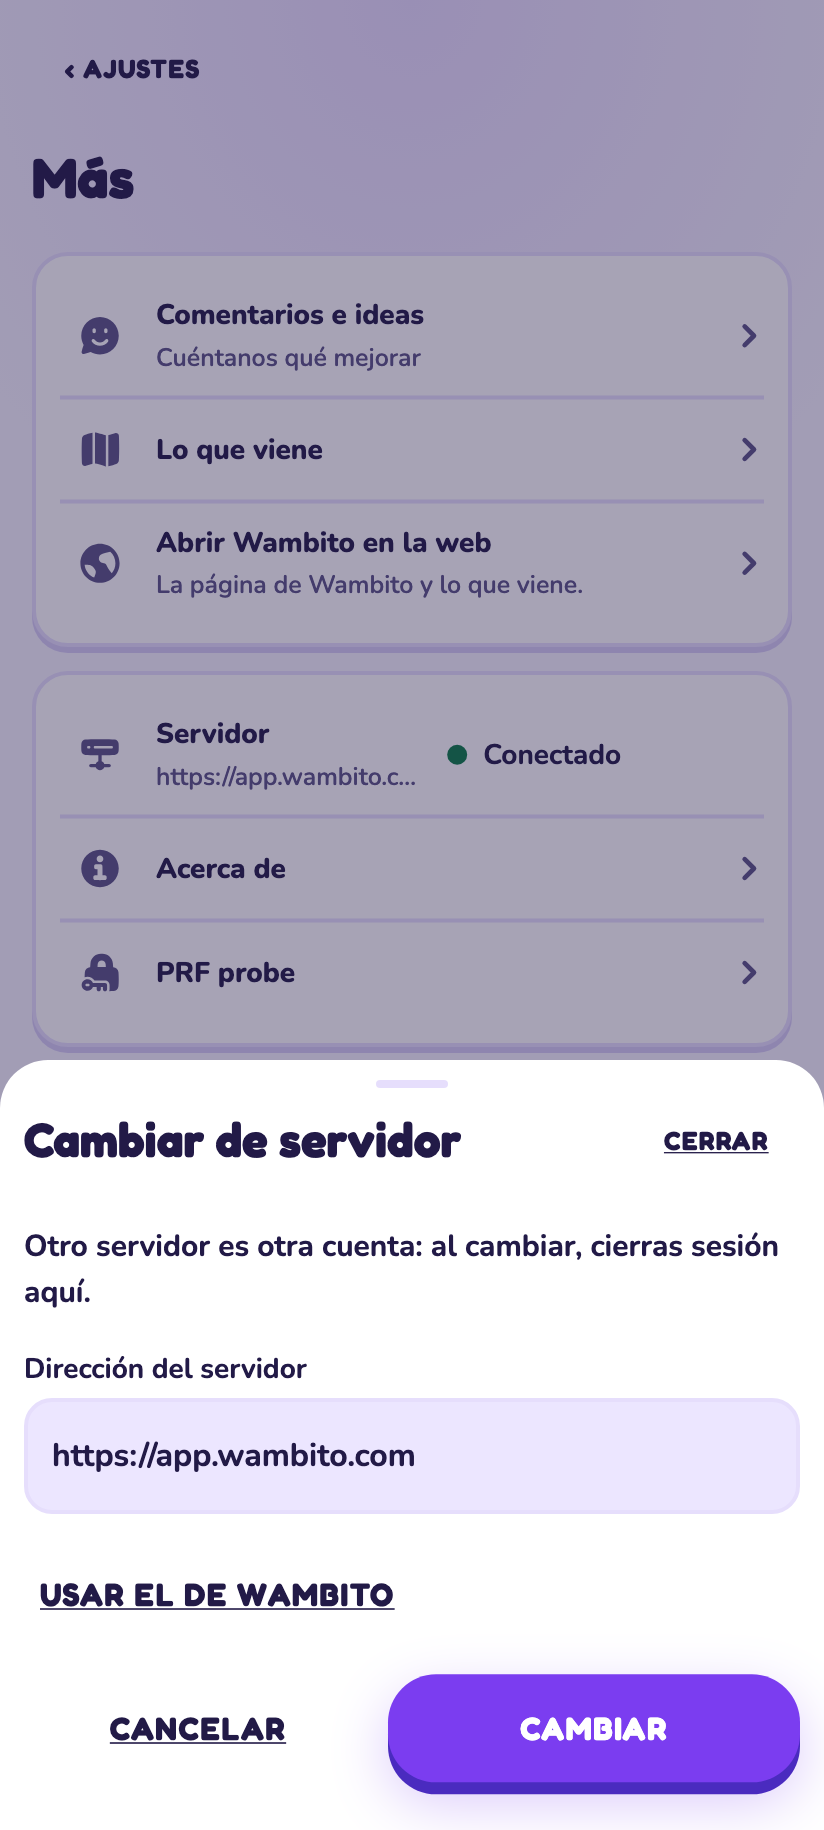 ‹ AJUSTES
Más
Comentarios e ideas
Cuéntanos qué mejorar
Lo que viene
Abrir Wambito en la web
La página de Wambito y lo que viene.
Servidor
https://app.wambito.c...
Conectado
Acerca de
PRF probe
Cambiar de servidor
CERRAR
Otro servidor es otra cuenta: al cambiar, cierras sesión
aquí.
Dirección del servidor
https://app.wambito.com
USAR EL DE WAMBITO
CANCELAR
CAMBIAR